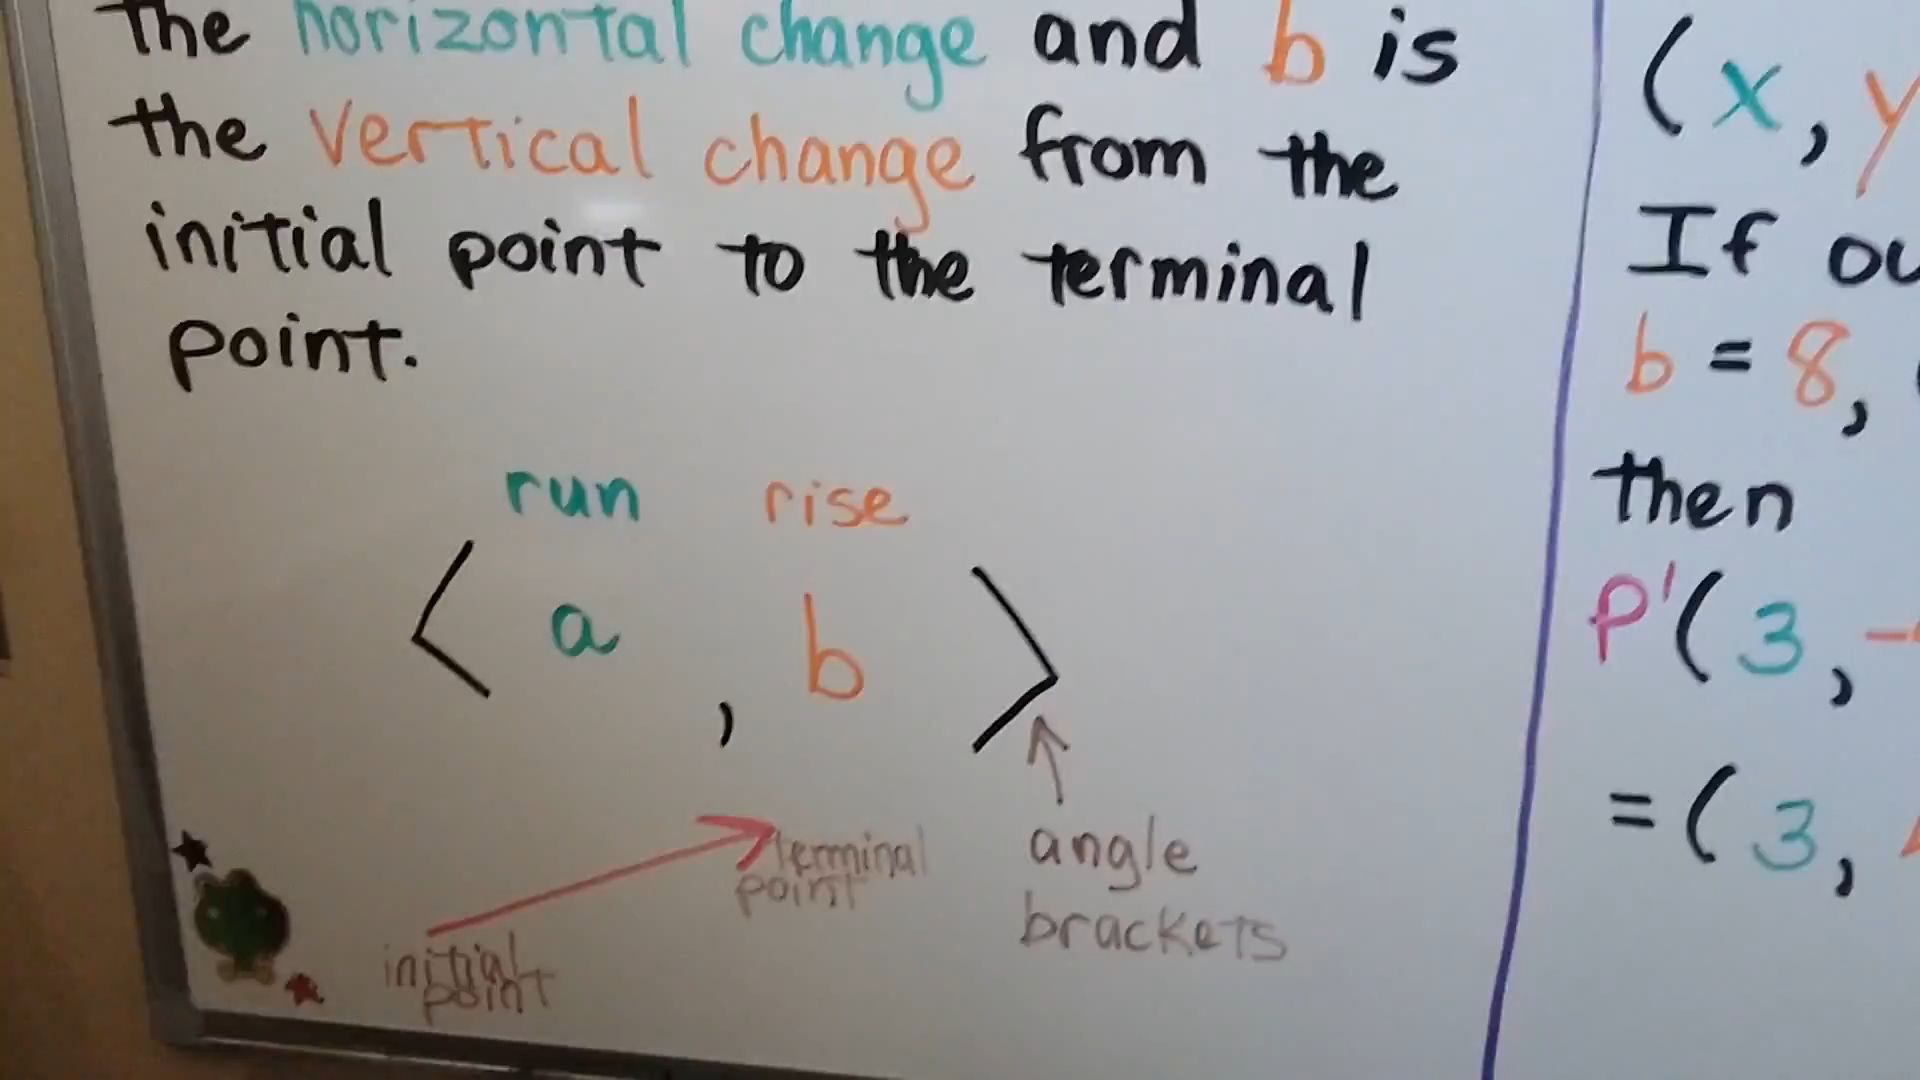 The horizontal change and b is
the vertical change from the
initial point to the terminal
point.
run rise
< a , b >
terminal
point
initial
point
angle
brackets
(x, y
If ou
b = 8,
then
P'( 3, -
= ( 3,